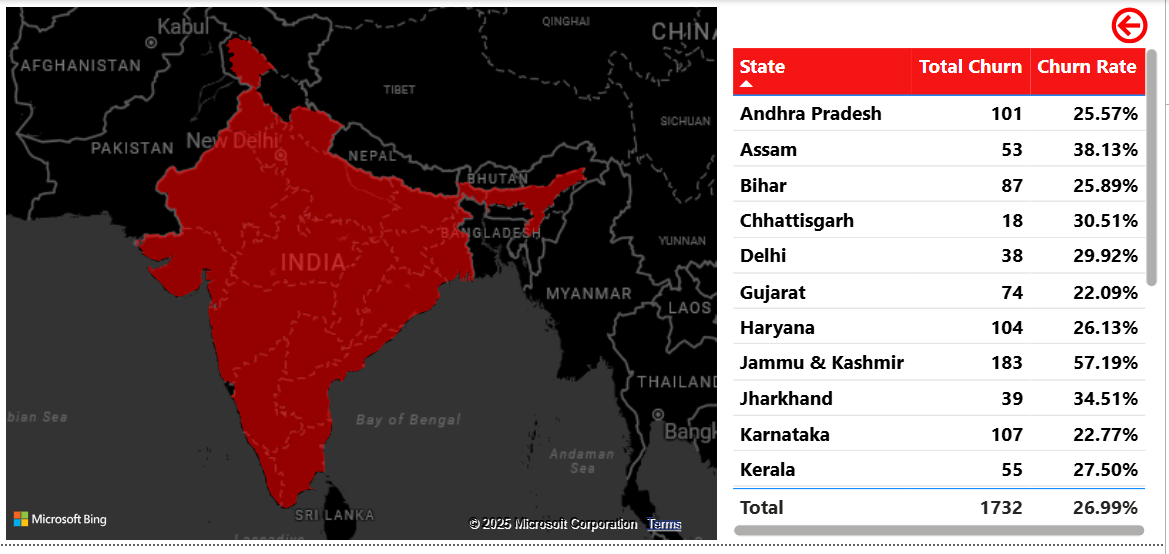 Kabul
QINGHAI
CHINA
AFGHANISTAN
TIBET
SICHUAN
PAKISTAN
New Delhi
NEPAL
BHUTAN
BANGLADESH
YUNNAN
INDIA
MYANMAR
LAOS
THAILAND
bian Sea
Bay of Bengal
Bangk
Andaman
Sea
SRI LANKA
Laccadive
Microsoft Bing
© 2025 Microsoft Corporation Terms
State Total Churn Churn Rate
Andhra Pradesh 101 25.57%
Assam 53 38.13%
Bihar 87 25.89%
Chhattisgarh 18 30.51%
Delhi 38 29.92%
Gujarat 74 22.09%
Haryana 104 26.13%
Jammu & Kashmir 183 57.19%
Jharkhand 39 34.51%
Karnataka 107 22.77%
Kerala 55 27.50%
Total 1732 26.99%